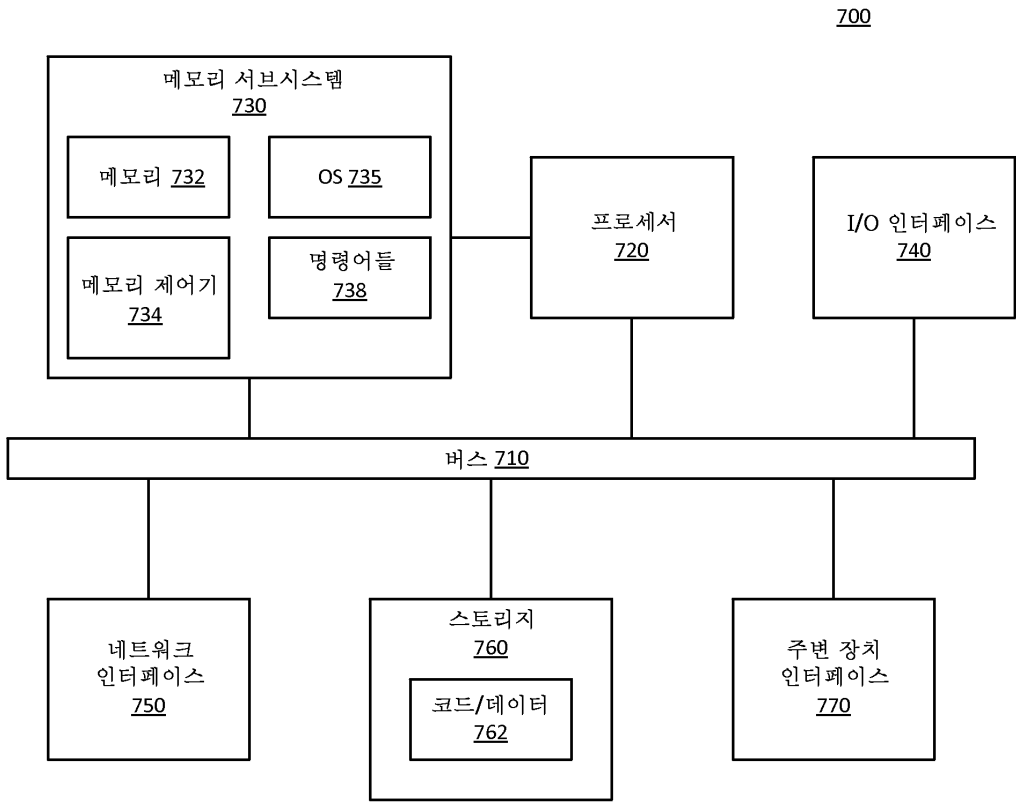 700
메모리 서브시스템
730
메모리 732
OS 735
메모리 제어기
734
명령어들
738
프로세서
720
I/O 인터페이스
740
버스 710
네트워크
인터페이스
750
스토리지
760
코드/데이터
762
주변 장치
인터페이스
770